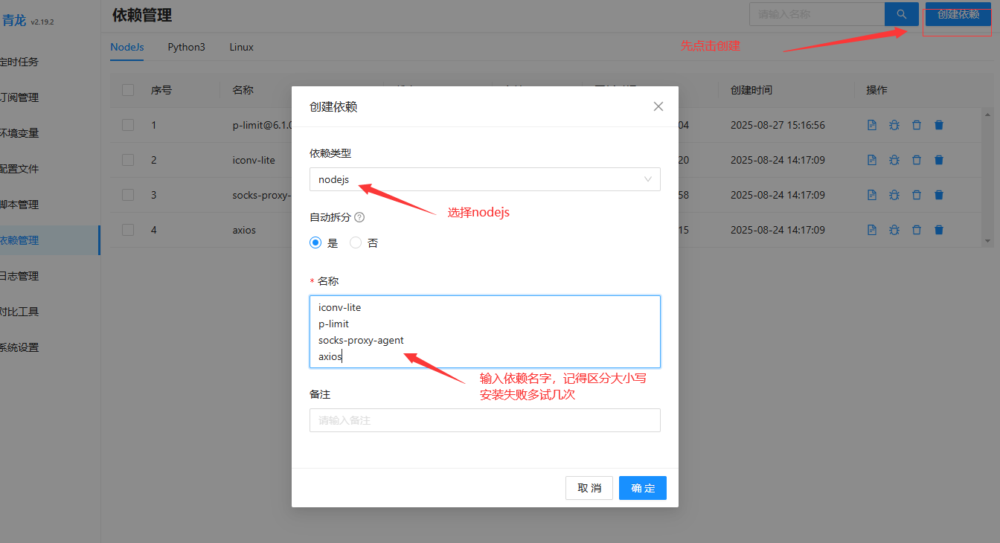 青龙 v2.19.2
依赖管理
请输入名称
创建依赖
先点击创建
NodeJs Python3 Linux
定时任务
订阅管理
环境变量
配置文件
脚本管理
依赖管理
日志管理
对比工具
系统设置
序号 名称 创建时间 操作
1 p-limit@6.1.0 04 2025-08-27 15:16:56
2 iconv-lite 20 2025-08-24 14:17:09
3 socks-proxy- 58 2025-08-24 14:17:09
4 axios 15 2025-08-24 14:17:09
创建依赖
依赖类型
nodejs
选择nodejs
自动拆分
是 否
* 名称
iconv-lite
p-limit
socks-proxy-agent
axios
输入依赖名字，记得区分大小写
安装失败多试几次
备注
请输入备注
取 消 确 定